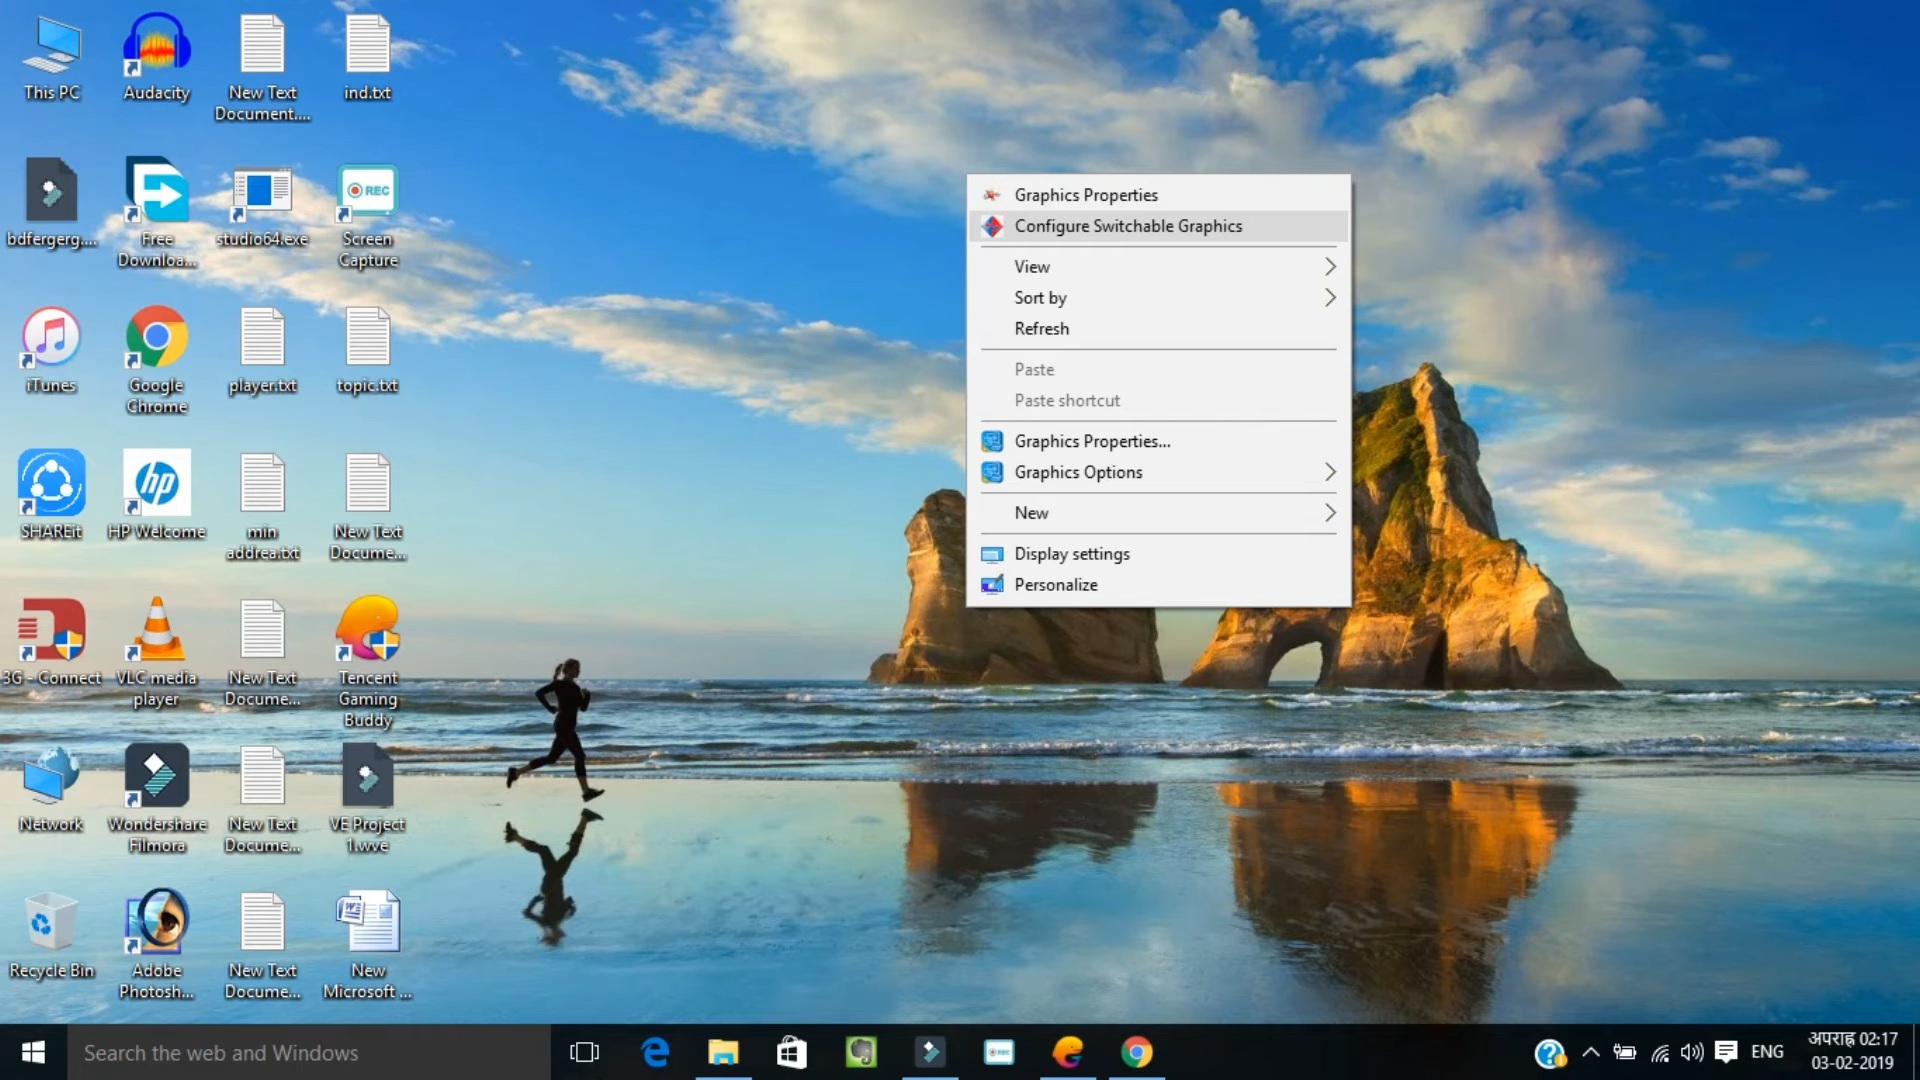 This PC
Audacity
New Text
Document....
ind.txt
bdfergerg....
Free
Downloa...
studio64.exe
REC
Screen
Capture
iTunes
Google
Chrome
player.txt
topic.txt
SHAREit
hp
HP Welcome
min
addrea.txt
New Text
Docume...
3G - Connect
VLC media
player
New Text
Docume...
Tencent
Gaming
Buddy
Network
Wondershare
Filmora
New Text
Docume...
VE Project
1.wve
Recycle Bin
Adobe
Photosh...
New Text
Docume...
New
Microsoft ...
Graphics Properties
Configure Switchable Graphics
View
Sort by
Refresh
Paste
Paste shortcut
Graphics Properties...
Graphics Options
New
Display settings
Personalize
Search the web and Windows
REC
ENG
अपराह्न 02:17
03-02-2019